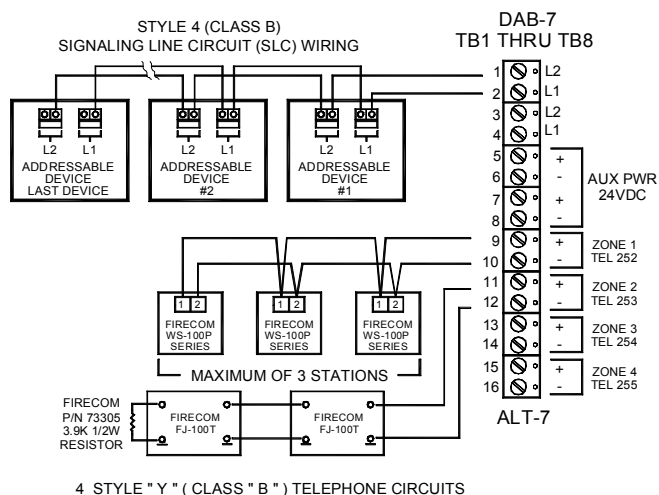 STYLE 4 (CLASS B)
SIGNALING LINE CIRCUIT (SLC) WIRING
DAB-7
TB1 THRU TB8
1 L2
2 L1
3 L2
4 L1
5 +
6 -
7 +
8 -
AUX PWR
24VDC
9 +
10 -
ZONE 1
TEL 252
11 +
12 -
ZONE 2
TEL 253
13 +
14 -
ZONE 3
TEL 254
15 +
16 -
ZONE 4
TEL 255
ALT-7
L2 L1
ADDRESSABLE
DEVICE
LAST DEVICE
L2 L1
ADDRESSABLE
DEVICE
#2
L2 L1
ADDRESSABLE
DEVICE
#1
1 2
FIRECOM
WS-100P
SERIES
1 2
FIRECOM
WS-100P
SERIES
1 2
FIRECOM
WS-100P
SERIES
MAXIMUM OF 3 STATIONS
FIRECOM
P/N 73305
3.9K 1/2W
RESISTOR
FIRECOM
FJ-100T
FIRECOM
FJ-100T
4 STYLE " Y " ( CLASS " B " ) TELEPHONE CIRCUITS